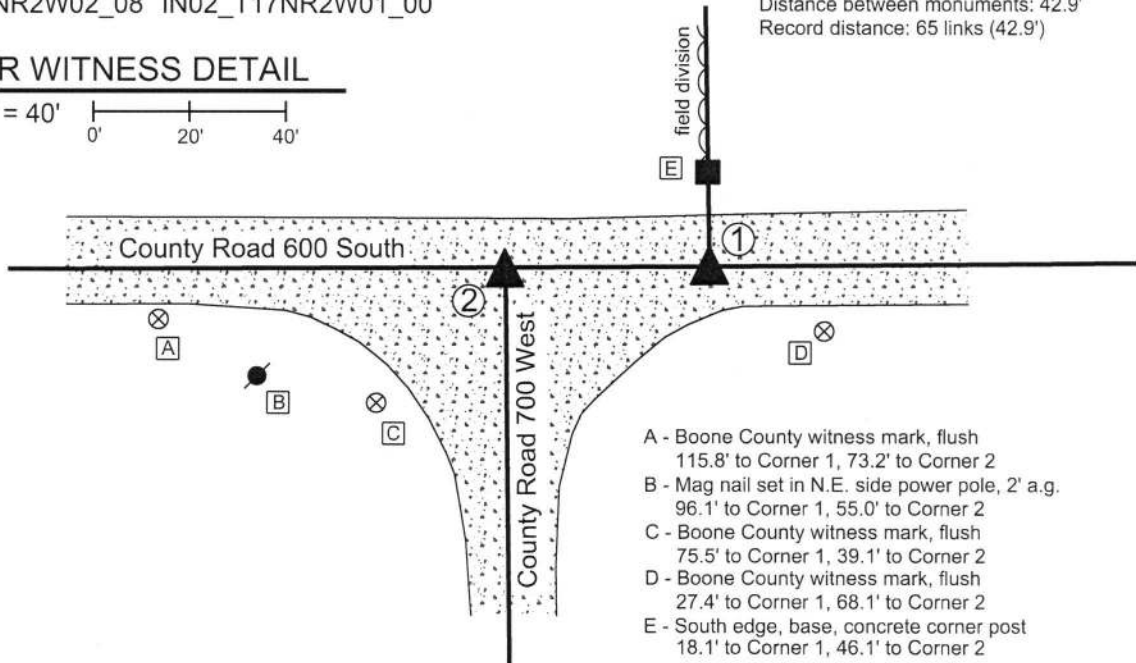 NR2W02_08 IN02_T17NR2W01_00
Distance between monuments: 42.9'
Record distance: 65 links (42.9')
R WITNESS DETAIL
= 40'
0' 20' 40'
field division
E
County Road 600 South
1
2
A
B
C
D
County Road 700 West
A - Boone County witness mark, flush
115.8' to Corner 1, 73.2' to Corner 2
B - Mag nail set in N.E. side power pole, 2' a.g.
96.1' to Corner 1, 55.0' to Corner 2
C - Boone County witness mark, flush
75.5' to Corner 1, 39.1' to Corner 2
D - Boone County witness mark, flush
27.4' to Corner 1, 68.1' to Corner 2
E - South edge, base, concrete corner post
18.1' to Corner 1, 46.1' to Corner 2